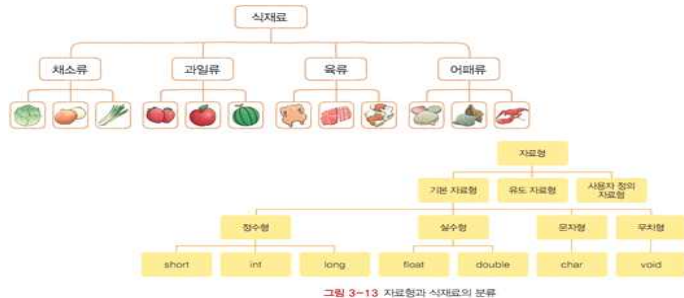 식재료
채소류 과일류 육류 어패류
자료형
기본 자료형 유도 자료형 사용자 정의
자료형
정수형 실수형 문자형 무치형
short int long float double char void
그림 3-13 자료형과 식재료의 분류